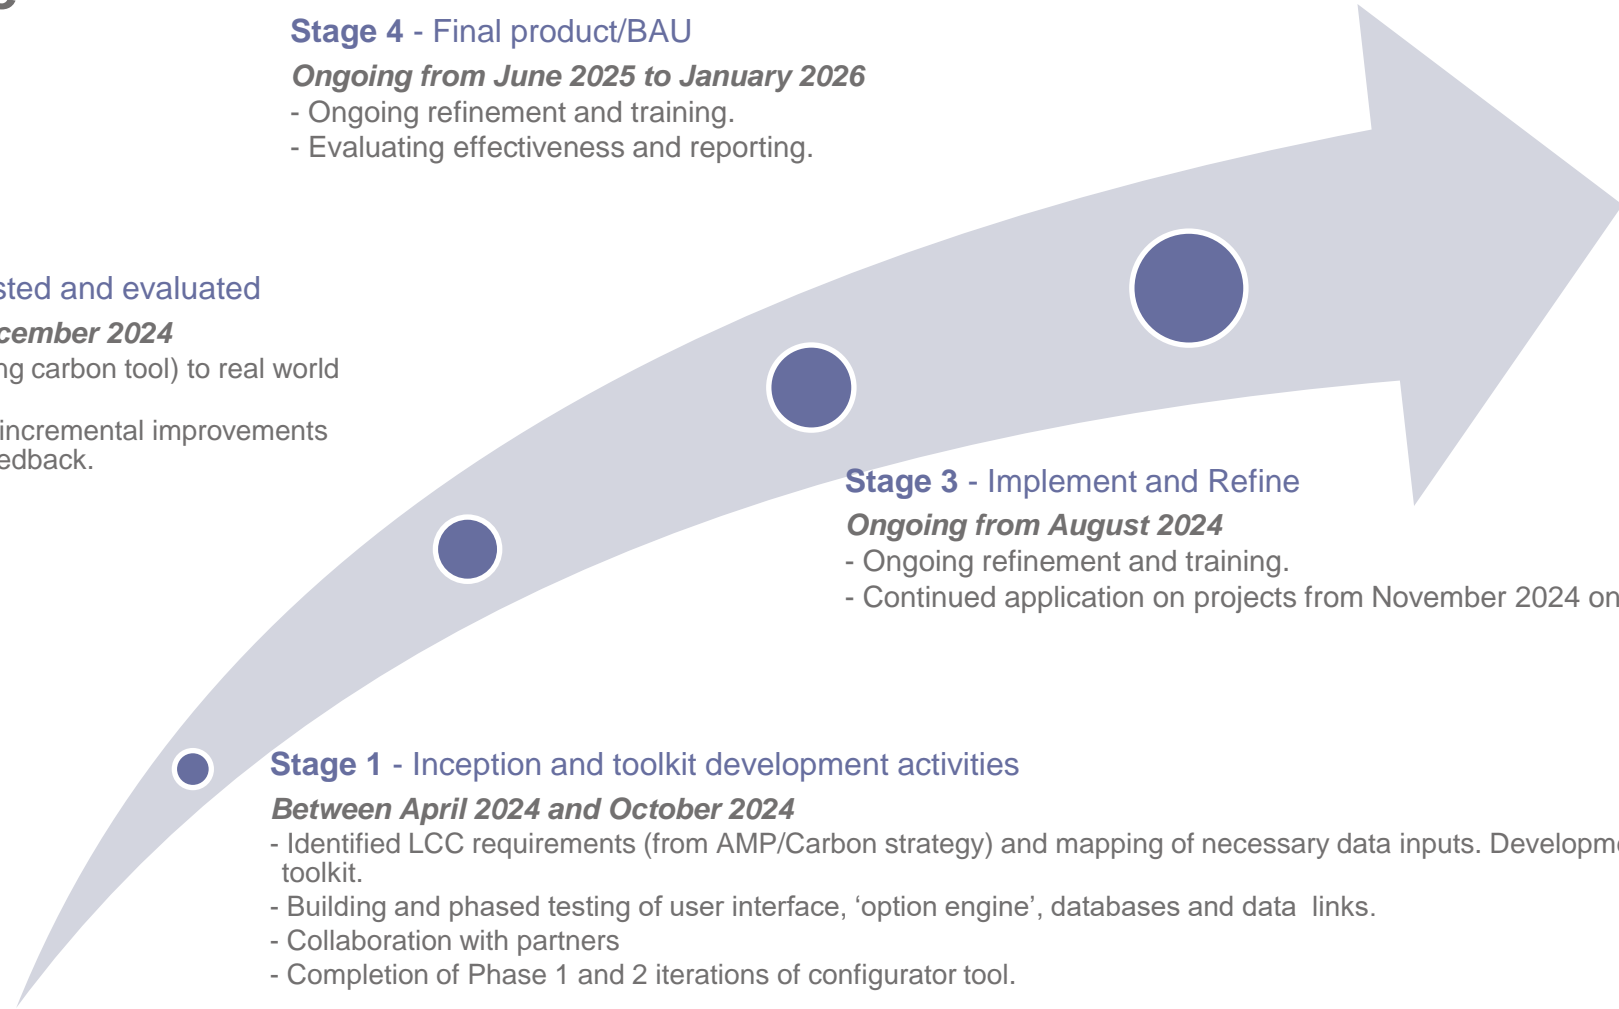 Stage 4 - Final product/BAU
Ongoing from June 2025 to January 2026
- Ongoing refinement and training.
- Evaluating effectiveness and reporting.
and evaluated
2024
carbon tool) to real world
incremental improvements
Stage 3 - Implement and Refine
Ongoing from August 2024
- Ongoing refinement and training.
- Continued application on projects from November 2024 on
Stage 1 - Inception and toolkit development activities
Between April 2024 and October 2024
- Identified LCC requirements (from AMP/Carbon strategy) and mapping of necessary data inputs.
toolkit.
- Building and phased testing of user interface, ‘option engine’, databases and data links.
- Collaboration with partners
- Completion of Phase 1 and 2 iterations of configurator tool.